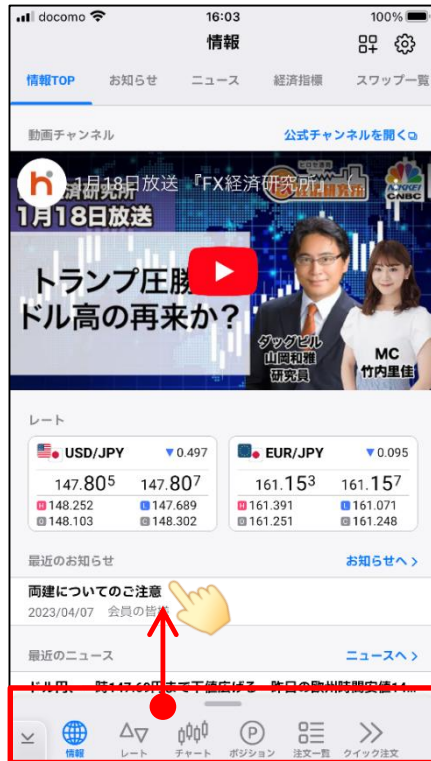 docomo 16:03 100%
情報
情報TOP お知らせ ニュース 経済指標 スワップ一覧
動画チャンネル 公式チャンネルを開く
1月18日放送 『FX経済研究所』
1月18日放送
トランプ圧勝
ドル高の再来か?
ダッグビル
山岡和雅
研究員
MC
竹内里佳
NIKKEI
CNBC
レート
USD/JPY ▼0.497 EUR/JPY ▼0.095
147.805 147.807 161.153 161.157
H 148.252 L 147.689 H 161.391 L 161.071
O 148.103 C 148.302 O 161.251 C 161.248
最近のお知らせ お知らせへ >
両建についてのご注意
2023/04/07 会員の皆様
最近のニュース ニュースへ >
情報 レート チャート ポジション 注文一覧 クイック注文